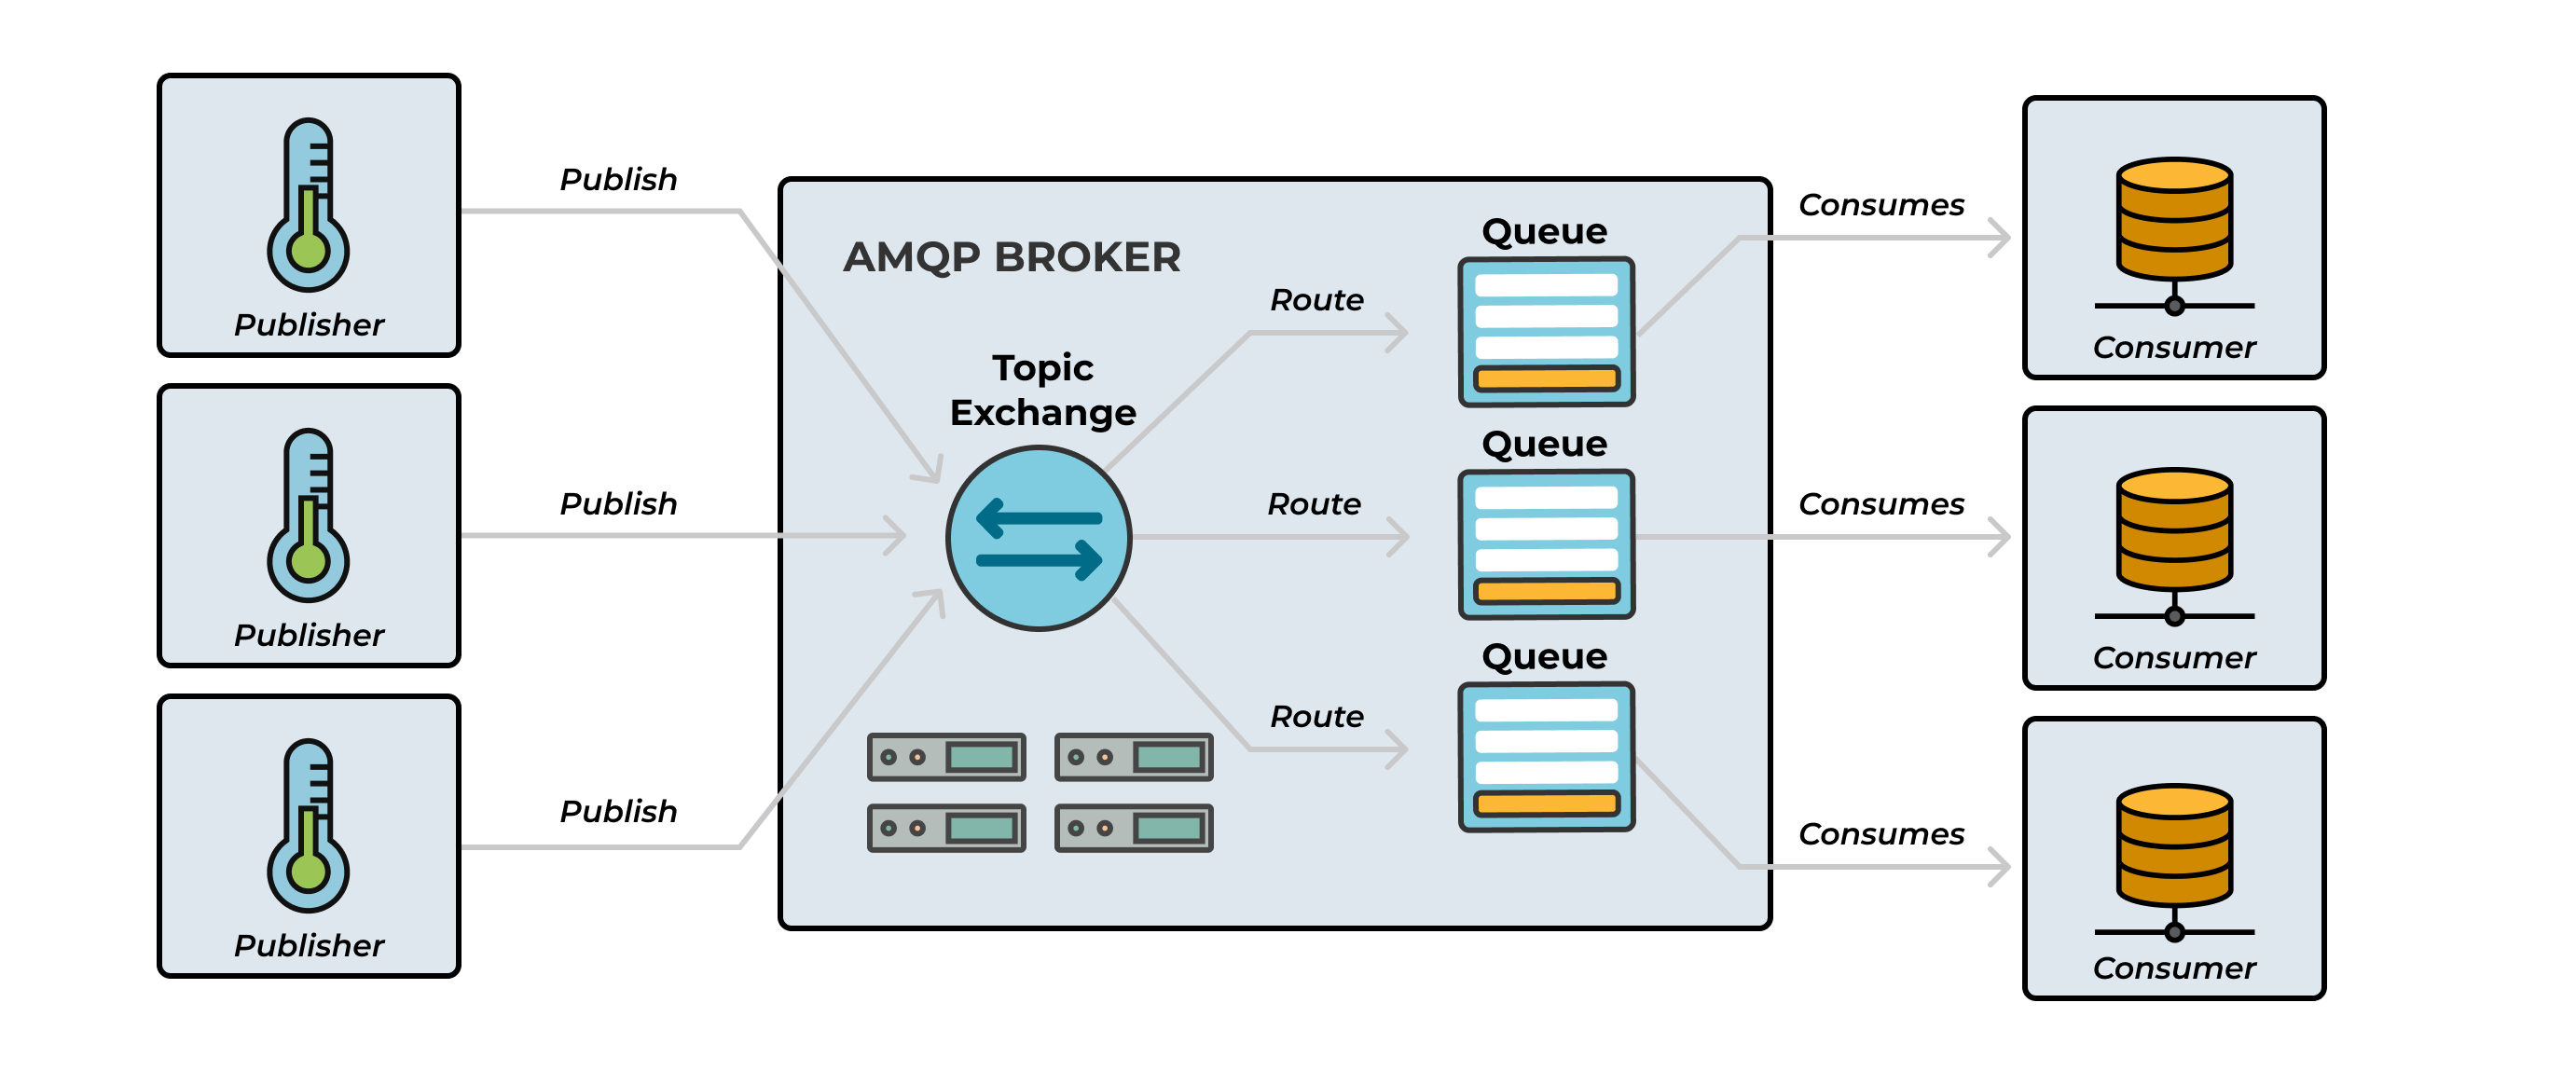 Publisher
Publisher
Publisher
Publish
Publish
Publish
AMQP BROKER
Topic
Exchange
Route
Route
Route
Queue
Queue
Queue
Consumes
Consumes
Consumes
Consumer
Consumer
Consumer